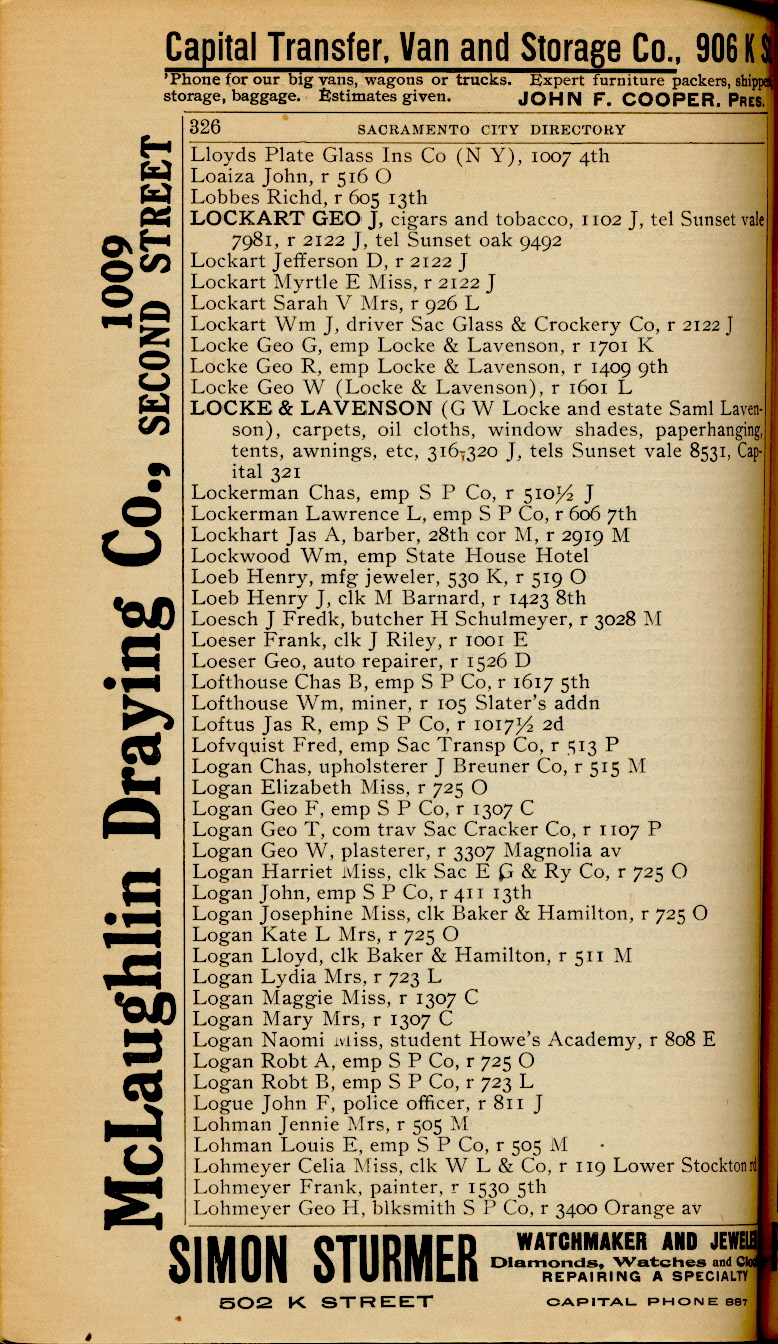 Capital Transfer, Van and Storage Co., 906 K
'Phone for our big vans, wagons or trucks. Expert furniture packers,
storage, baggage. Estimates given. JOHN F. COOPER. PRES.
326 SACRAMENTO CITY DIRECTORY
Lloyds Plate Glass Ins Co (N Y), 1007 4th
Loaiza John, r 516 O
Lobbes Richd, r 605 13th
LOCKART GEO J, cigars and tobacco, 1102 J, tel Sunset vale
7981, r 2122 J, tel Sunset oak 9492
Lockart Jefferson D, r 2122 J
Lockart Myrtle E Miss, r 2122 J
Lockart Sarah V Mrs, r 926 L
Lockart Wm J, driver Sac Glass & Crockery Co, r 2122 J
Locke Geo G, emp Locke & Lavenson, r 1701 K
Locke Geo R, emp Locke & Lavenson, r 1409 9th
Locke Geo W (Locke & Lavenson), r 1601 L
LOCKE & LAVENSON (G W Locke and estate Saml Laven-
son), carpets, oil cloths, window shades, paperhanging,
tents, awnings, etc, 316-320 J, tels Sunset vale 8531, Cap-
ital 321
Lockerman Chas, emp S P Co, r 510½ J
Lockerman Lawrence L, emp S P Co, r 606 7th
Lockhart Jas A, barber, 28th cor M, r 2919 M
Lockwood Wm, emp State House Hotel
Loeb Henry, mfg jeweler, 530 K, r 519 O
Loeb Henry J, clk M Barnard, r 1423 8th
Loesch J Fredk, butcher H Schulmeyer, r 3028 M
Loeser Frank, clk J Riley, r 1001 E
Loeser Geo, auto repairer, r 1526 D
Lofthouse Chas B, emp S P Co, r 1617 5th
Lofthouse Wm, miner, r 105 Slater's addn
Loftus Jas R, emp S P Co, r 1017½ 2d
Lofvquist Fred, emp Sac Transp Co, r 513 P
Logan Chas, upholsterer J Breuner Co, r 515 M
Logan Elizabeth Miss, r 725 O
Logan Geo F, emp S P Co, r 1307 C
Logan Geo T, com trav Sac Cracker Co, r 1107 P
Logan Geo W, plasterer, r 3307 Magnolia av
Logan Harriet Miss, clk Sac E G & Ry Co, r 725 O
Logan John, emp S P Co, r 411 13th
Logan Josephine Miss, clk Baker & Hamilton, r 725 O
Logan Kate L Mrs, r 725 O
Logan Lloyd, clk Baker & Hamilton, r 511 M
Logan Lydia Mrs, r 723 L
Logan Maggie Miss, r 1307 C
Logan Mary Mrs, r 1307 C
Logan Naomi Miss, student Howe's Academy, r 808 E
Logan Robt A, emp S P Co, r 725 O
Logan Robt B, emp S P Co, r 723 L
Logue John F, police officer, r 811 J
Lohman Jennie Mrs, r 505 M
Lohman Louis E, emp S P Co, r 505 M
Lohmeyer Celia Miss, clk W L & Co, r 119 Lower Stockton rd
Lohmeyer Frank, painter, r 1530 5th
Lohmeyer Geo H, blksmith S P Co, r 3400 Orange av
McLaughlin Draying Co., 1009 SECOND STREET
SIMON STURMER WATCHMAKER AND
Diamonds, Watches and
REPAIRING A SPECIALTY
502 K STREET CAPITAL PHONE 887